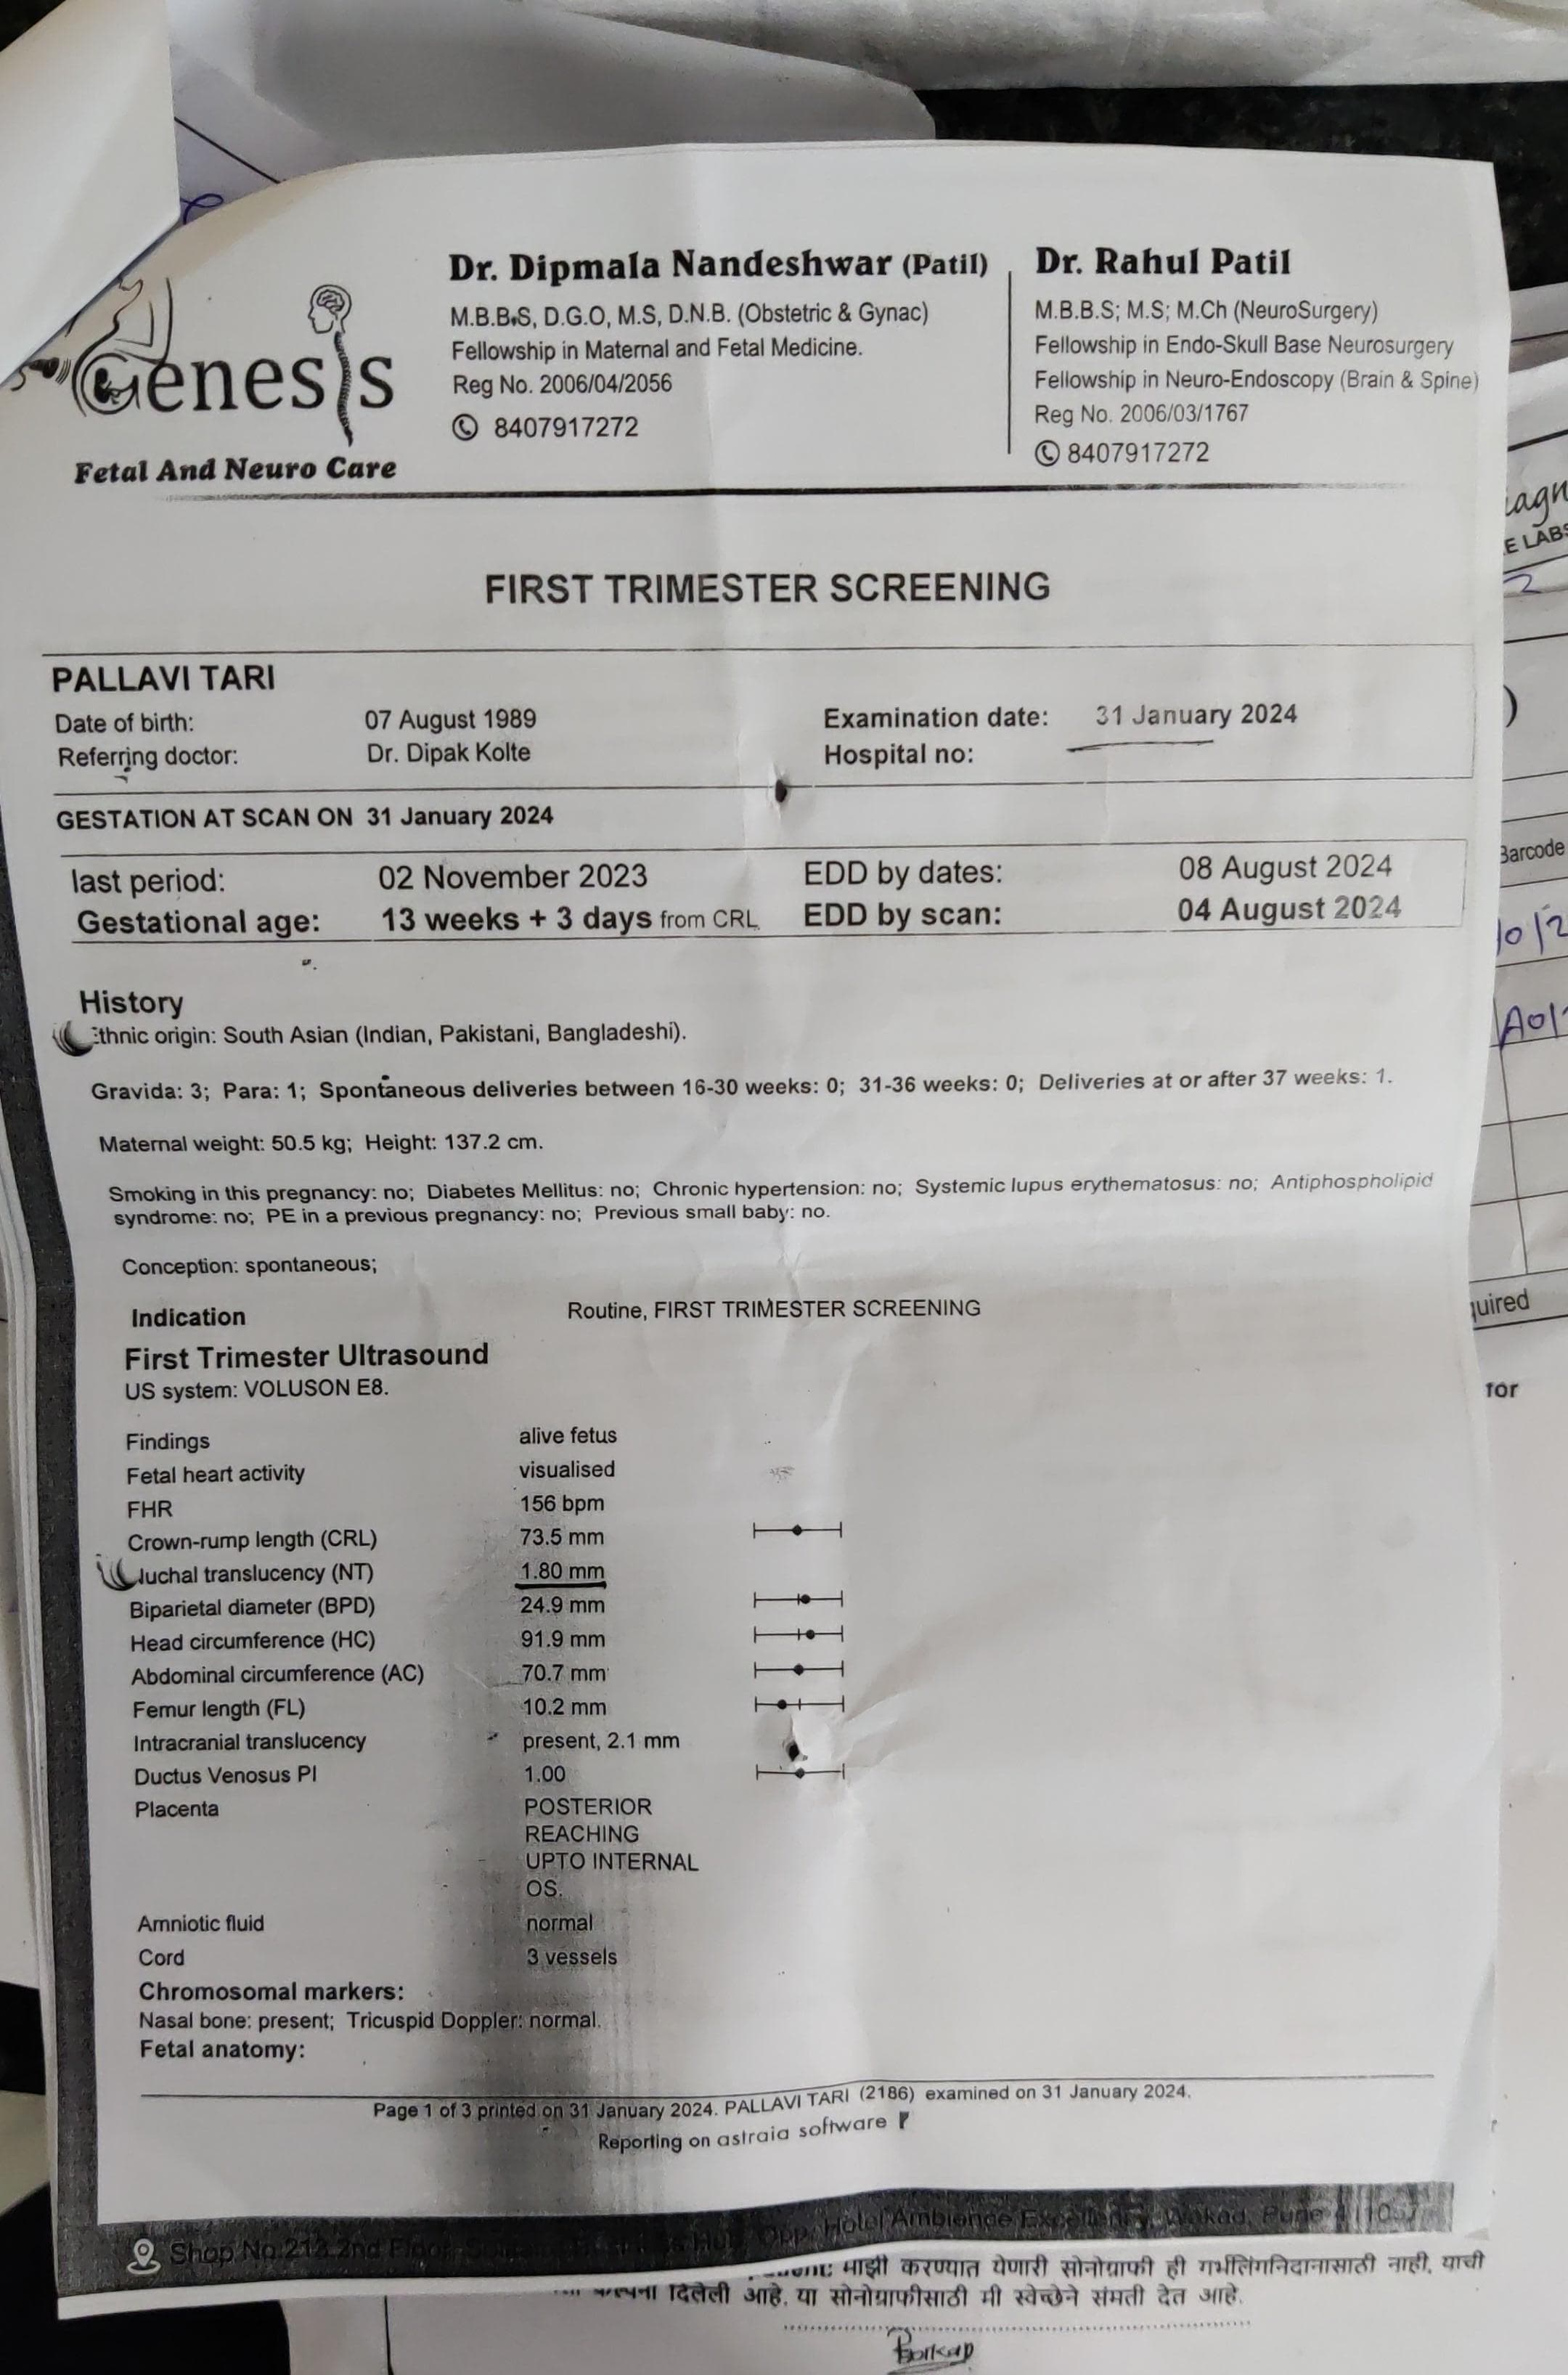 Genesis
Fetal And Neuro Care
Dr. Dipmala Nandeshwar (Patil)
M.B.B.S, D.G.O, M.S, D.N.B. (Obstetric & Gynac)
Fellowship in Maternal and Fetal Medicine.
Reg No. 2006/04/2056
8407917272
Dr. Rahul Patil
M.B.B.S; M.S; M.Ch (NeuroSurgery)
Fellowship in Endo-Skull Base Neurosurgery
Fellowship in Neuro-Endoscopy (Brain & Spine)
Reg No. 2006/03/1767
8407917272
FIRST TRIMESTER SCREENING
PALLAVI TARI
Date of birth: 07 August 1989 Examination date: 31 January 2024
Referring doctor: Dr. Dipak Kolte Hospital no:
GESTATION AT SCAN ON 31 January 2024
last period: 02 November 2023 EDD by dates: 08 August 2024
Gestational age: 13 weeks + 3 days from CRL EDD by scan: 04 August 2024
History
Ethnic origin: South Asian (Indian, Pakistani, Bangladeshi).
Gravida: 3; Para: 1; Spontaneous deliveries between 16-30 weeks: 0; 31-36 weeks: 0; Deliveries at or after 37 weeks: 1.
Maternal weight: 50.5 kg; Height: 137.2 cm.
Smoking in this pregnancy: no; Diabetes Mellitus: no; Chronic hypertension: no; Systemic lupus erythematosus: no; Antiphospholipid
syndrome: no; PE in a previous pregnancy: no; Previous small baby: no.
Conception: spontaneous;
Indication Routine, FIRST TRIMESTER SCREENING
First Trimester Ultrasound
US system: VOLUSON E8.
Findings alive fetus
Fetal heart activity visualised
FHR 156 bpm
Crown-rump length (CRL) 73.5 mm
uchal translucency (NT) 1.80 mm
Biparietal diameter (BPD) 24.9 mm
Head circumference (HC) 91.9 mm
Abdominal circumference (AC) 70.7 mm
Femur length (FL) 10.2 mm
Intracranial translucency present, 2.1 mm
Ductus Venosus PI 1.00
Placenta POSTERIOR
REACHING
UPTO INTERNAL
OS.
Amniotic fluid normal
Cord 3 vessels
Chromosomal markers:
Nasal bone: present; Tricuspid Doppler: normal.
Fetal anatomy:
Page 1 of 3 printed on 31 January 2024. PALLAVI TARI (2186) examined on 31 January 2024.
Reporting on astraia software
Shop No.213 2nd Floor, Opp. Hotel Ambience Excellency, Wakad, Pune
माझी करण्यात येणारी सोनोग्राफी ही गर्भलिंगनिदानासाठी नाही. याची
दिलेली आहे. या सोनोग्राफीसाठी मी स्वेच्छेने संमती देत आहे.
E LABS
Barcode
quired
for